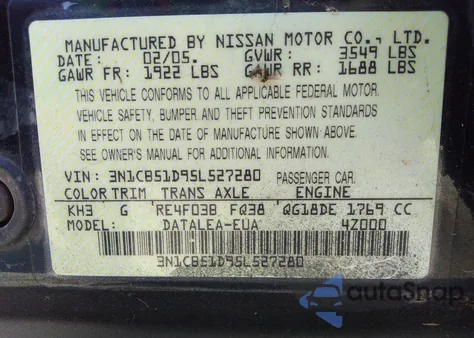 MANUFACTURED BY NISSAN MOTOR CO., LTD.
DATE: 02/05. GVWR: 3549 LBS
GAWR FR: 1922 LBS GAWR RR: 1688 LBS
THIS VEHICLE CONFORMS TO ALL APPLICABLE FEDERAL MOTOR
VEHICLE SAFETY, BUMPER AND THEFT PREVENTION STANDARDS
IN EFFECT ON THE DATE OF MANUFACTURE SHOWN ABOVE.
SEE OWNER'S MANUAL FOR ADDITIONAL INFORMATION.
VIN: 3N1CB51D95L527280 PASSENGER CAR.
COLOR TRIM TRANS AXLE ENGINE
KH3 G RE4F03B FQ38 QG18DE 1769 CC
MODEL: DATALEA-EUA 4Z000
3N1CB51D95L527280
autoSnap